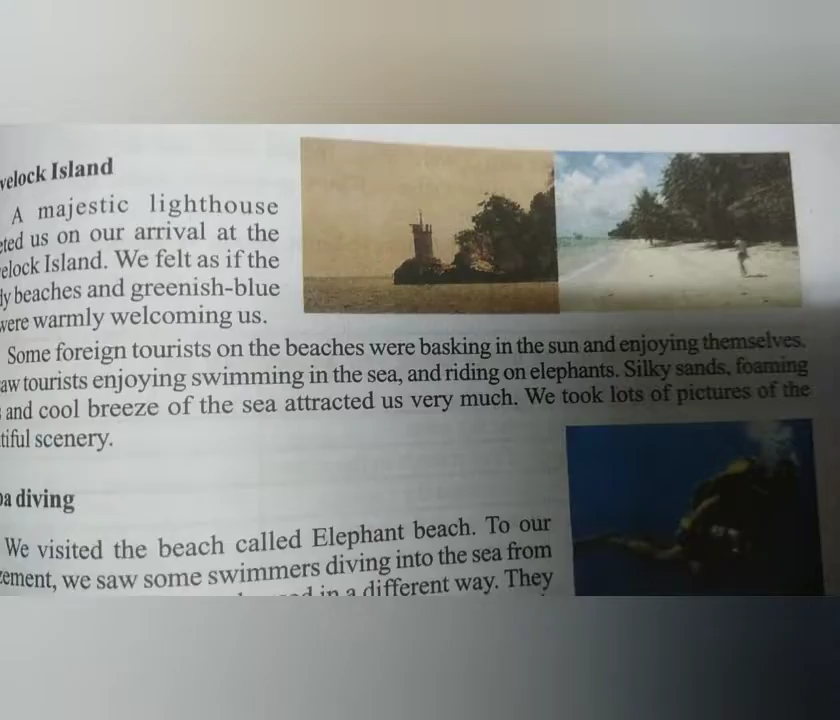 velock Island
A majestic lighthouse
eted us on our arrival at the
elock Island. We felt as if the
ly beaches and greenish-blue
were warmly welcoming us.
Some foreign tourists on the beaches were basking in the sun and enjoying themselves.
aw tourists enjoying swimming in the sea, and riding on elephants. Silky sands, foaming
and cool breeze of the sea attracted us very much. We took lots of pictures of the
tiful scenery.
ba diving
We visited the beach called Elephant beach. To our
zement, we saw some swimmers diving into the sea from
in a different way. They